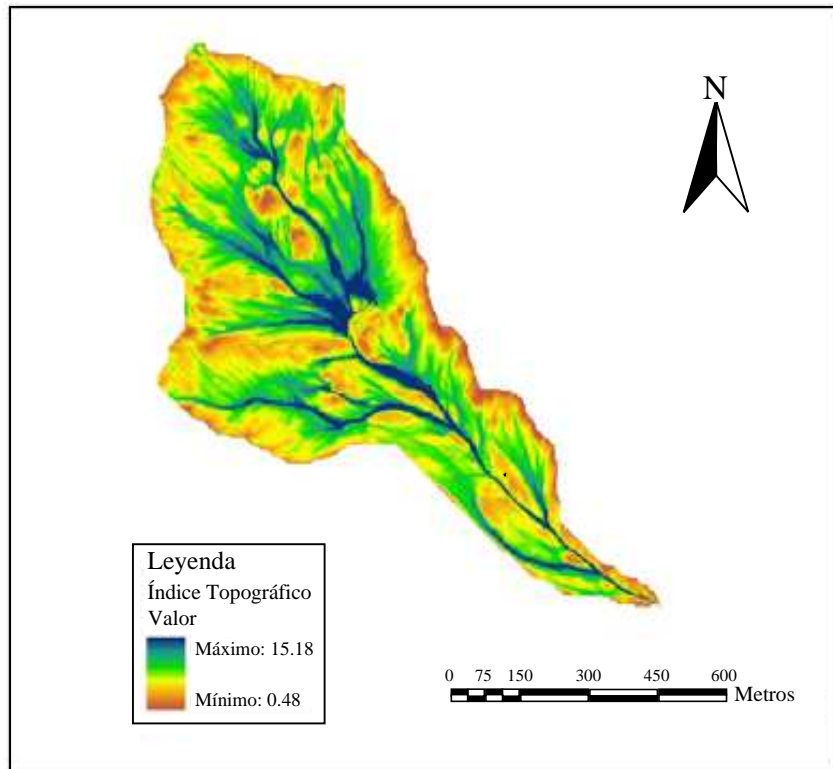 N
Leyenda
Índice Topográfico
Valor
Máximo: 15.18
Mínimo: 0.48
0 75 150 300 450 600
Metros